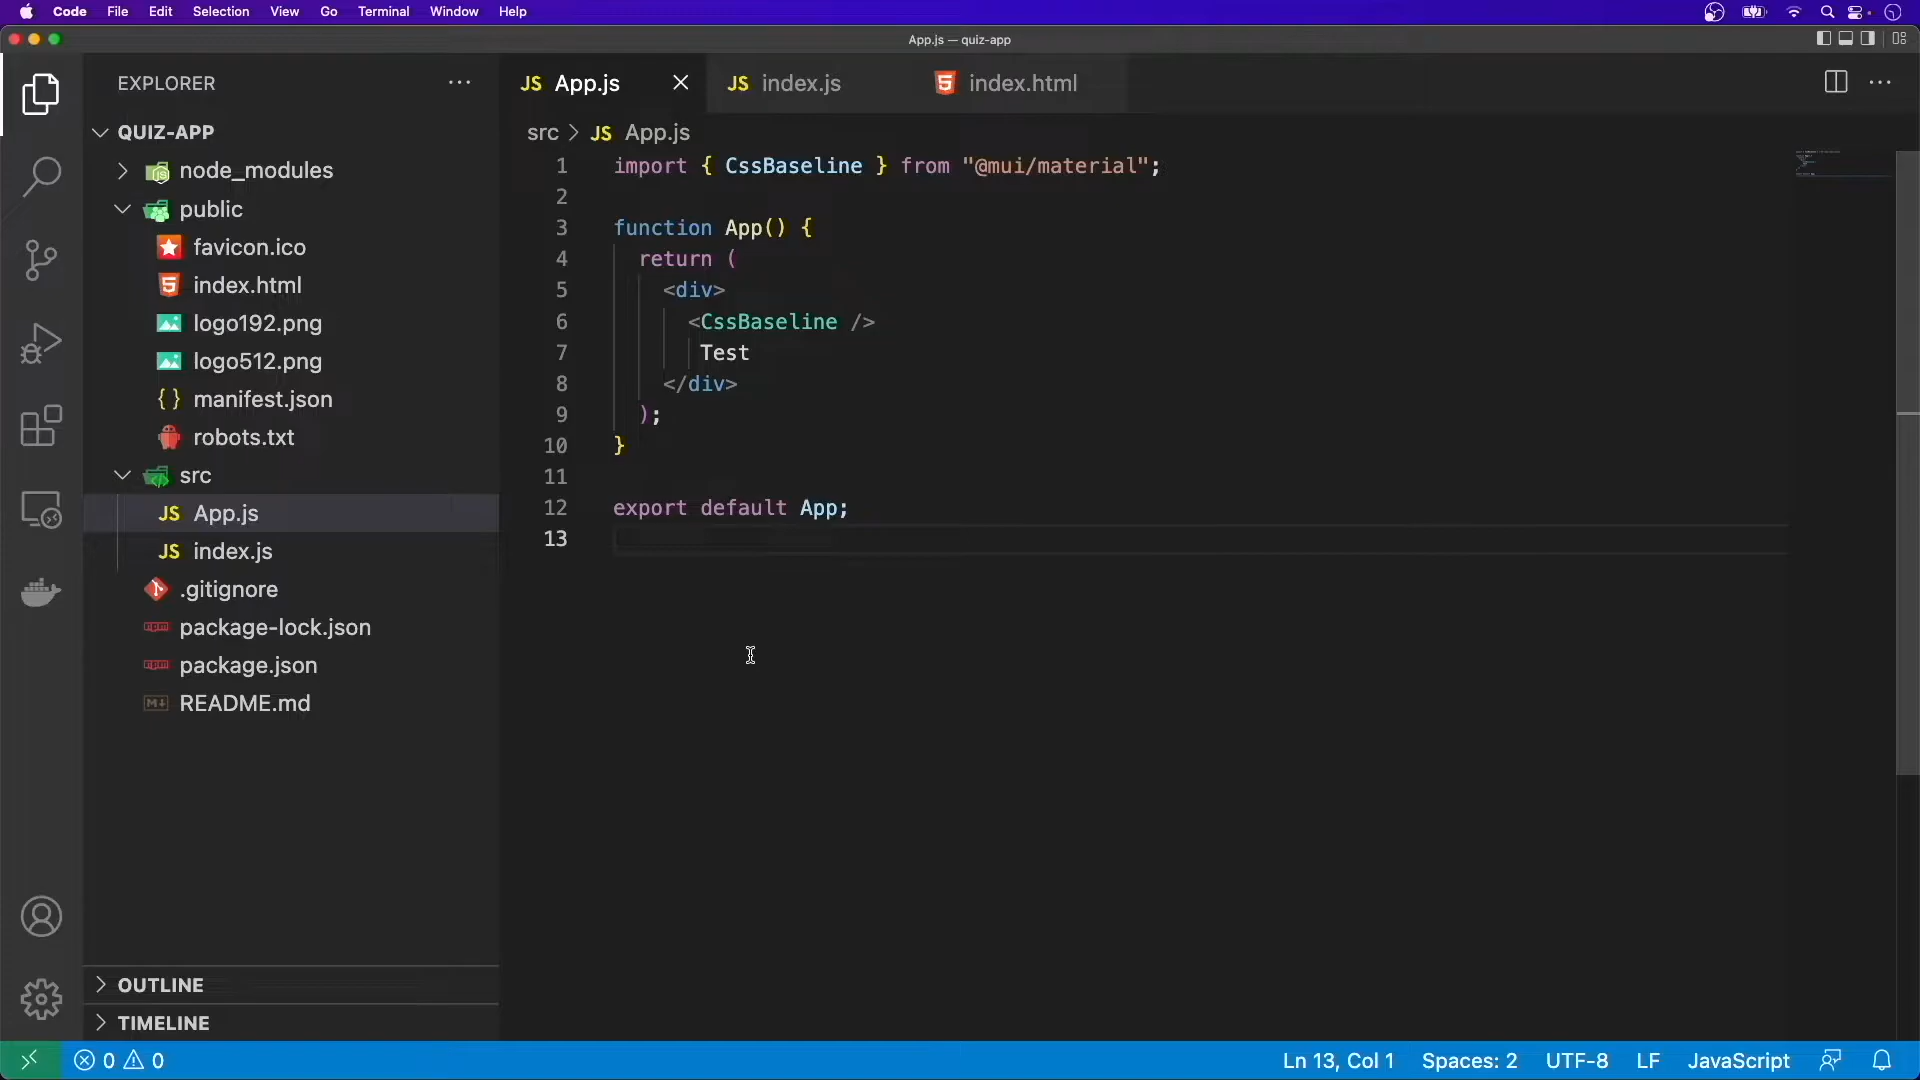 Code File Edit Selection View Go Terminal Window Help
App.js — quiz-app
EXPLORER
QUIZ-APP
node_modules
public
favicon.ico
index.html
logo192.png
logo512.png
manifest.json
robots.txt
src
JS App.js
JS index.js
.gitignore
package-lock.json
package.json
README.md
OUTLINE
TIMELINE
JS App.js JS index.js index.html
src > JS App.js
1 import { CssBaseline } from "@mui/material";
2
3 function App() {
4 return (
5 <div>
6 <CssBaseline />
7 Test
8 </div>
9 );
10 }
11
12 export default App;
13
0 0 Ln 13, Col 1 Spaces: 2 UTF-8 LF JavaScript